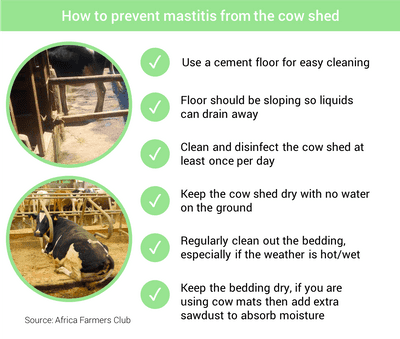 How to prevent mastitis from the cow shed
Use a cement floor for easy cleaning
Floor should be sloping so liquids
can drain away
Clean and disinfect the cow shed at
least once per day
Keep the cow shed dry with no water
on the ground
Regularly clean out the bedding,
especially if the weather is hot/wet
Keep the bedding dry, if you are
using cow mats then add extra
sawdust to absorb moisture
Source: Africa Farmers Club